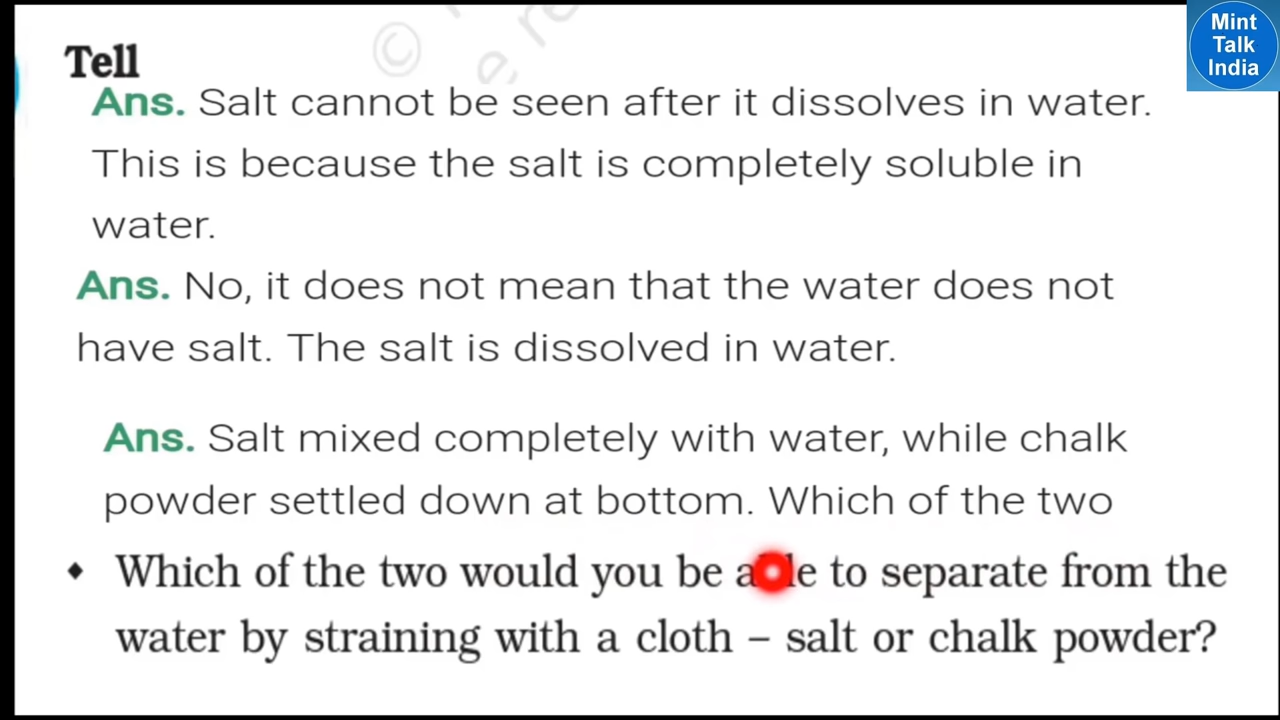 Mint
Talk
India
©
Tell
Ans. Salt cannot be seen after it dissolves in water.
This is because the salt is completely soluble in
water.
Ans. No, it does not mean that the water does not
have salt. The salt is dissolved in water.
Ans. Salt mixed completely with water, while chalk
powder settled down at bottom. Which of the two
◆ Which of the two would you be able to separate from the
water by straining with a cloth – salt or chalk powder?